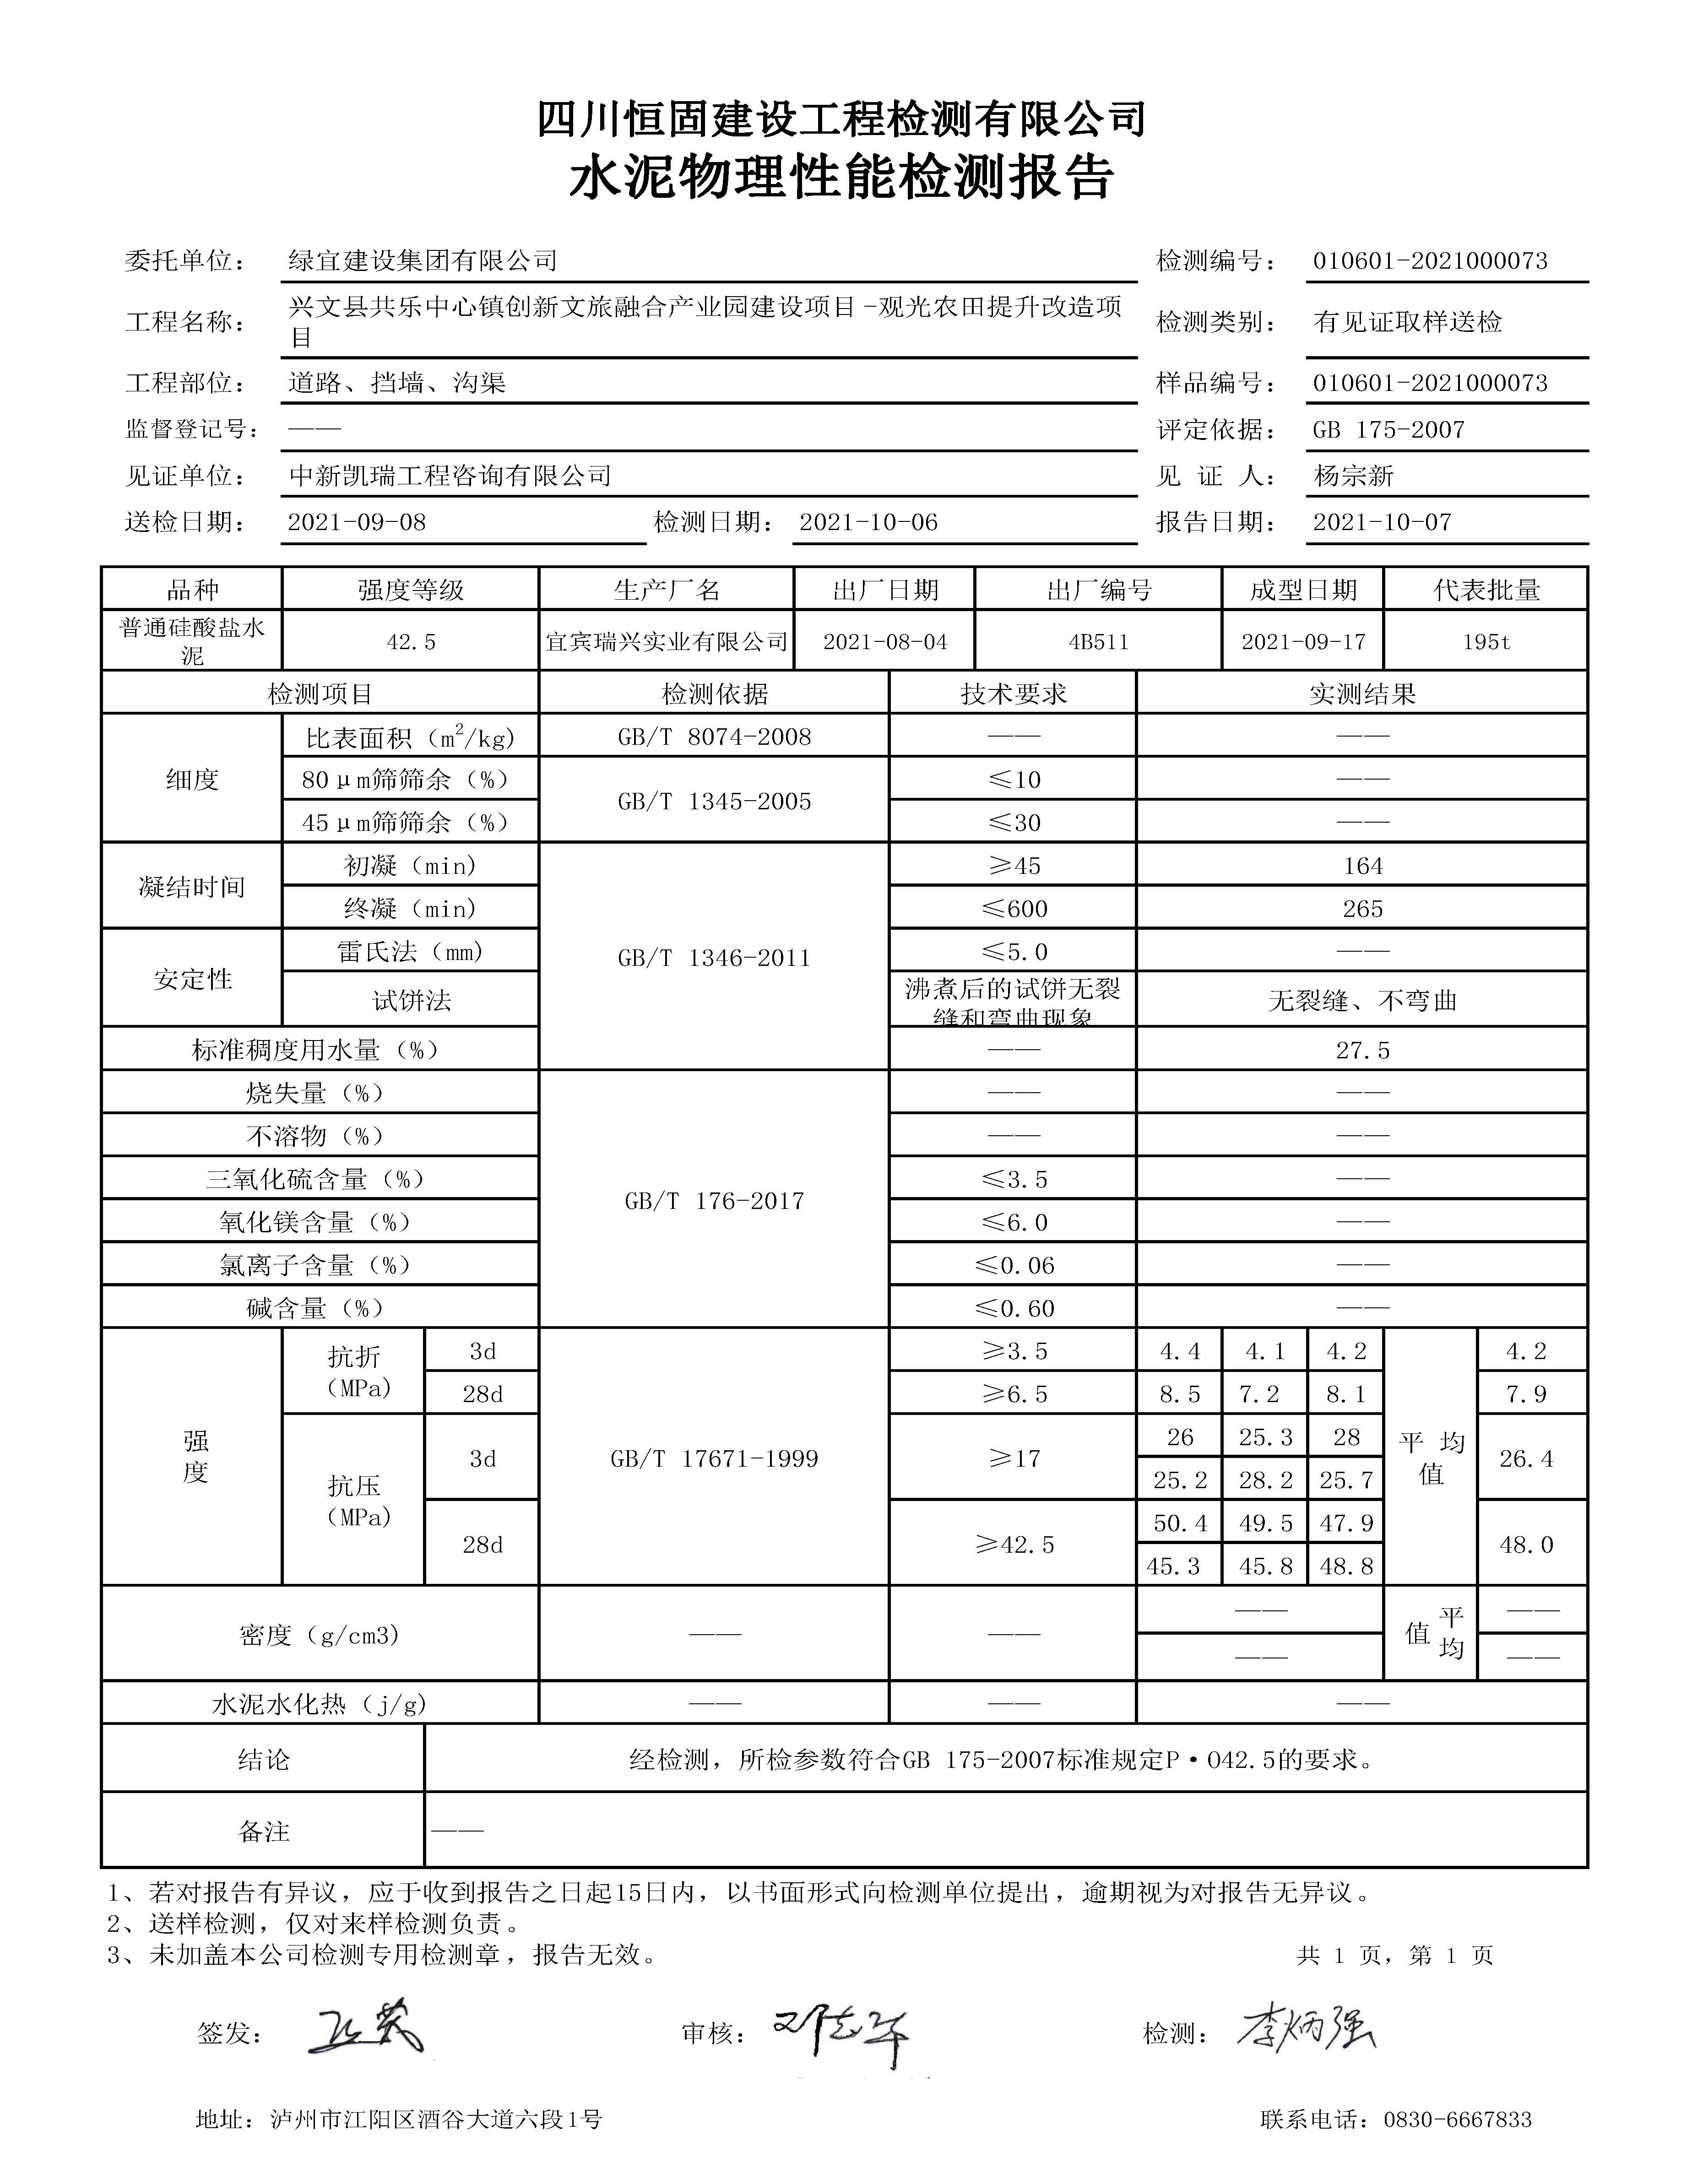 四川恒固建设工程检测有限公司
水泥物理性能检测报告
委托单位： 绿宜建设集团有限公司 检测编号： 010601-2021000073
工程名称： 兴文县共乐中心镇创新文旅融合产业园建设项目-观光农田提升改造项
目 检测类别： 有见证取样送检
工程部位： 道路、挡墙、沟渠 样品编号： 010601-2021000073
监督登记号： —— 评定依据： GB 175-2007
见证单位： 中新凯瑞工程咨询有限公司 见 证 人： 杨宗新
送检日期： 2021-09-08 检测日期： 2021-10-06 报告日期： 2021-10-07
品种 强度等级 生产厂名 出厂日期 出厂编号 成型日期 代表批量
普通硅酸盐水
泥 42.5 宜宾瑞兴实业有限公司 2021-08-04 4B511 2021-09-17 195t
检测项目 检测依据 技术要求 实测结果
细度 比表面积（m²/kg） GB/T 8074-2008 —— ——
80μm筛筛余（%） GB/T 1345-2005 ≤10 ——
45μm筛筛余（%） ≤30 ——
凝结时间 初凝（min） GB/T 1346-2011 ≥45 164
终凝（min） ≤600 265
安定性 雷氏法（mm） ≤5.0 ——
试饼法 沸煮后的试饼无裂
缝和弯曲现象 无裂缝、不弯曲
标准稠度用水量（%） —— 27.5
烧失量（%） GB/T 176-2017 —— ——
不溶物（%） —— ——
三氧化硫含量（%） ≤3.5 ——
氧化镁含量（%） ≤6.0 ——
氯离子含量（%） ≤0.06 ——
碱含量（%） ≤0.60 ——
强
度 抗折
（MPa） 3d GB/T 17671-1999 ≥3.5 4.4 4.1 4.2 平 均
值 4.2
28d ≥6.5 8.5 7.2 8.1 7.9
抗压
（MPa） 3d ≥17 26 25.3 28 26.4
25.2 28.2 25.7
28d ≥42.5 50.4 49.5 47.9 48.0
45.3 45.8 48.8
密度（g/cm3） —— —— —— 平
均
值 ——
—— ——
水泥水化热（j/g） —— —— ——
结论 经检测，所检参数符合GB 175-2007标准规定P·O42.5的要求。
备注 ——
1、若对报告有异议，应于收到报告之日起15日内，以书面形式向检测单位提出，逾期视为对报告无异议。
2、送样检测，仅对来样检测负责。
3、未加盖本公司检测专用检测章，报告无效。 共 1 页，第 1 页
签发： 审核： 检测： 李炳强
地址：泸州市江阳区酒谷大道六段1号 联系电话：0830-6667833